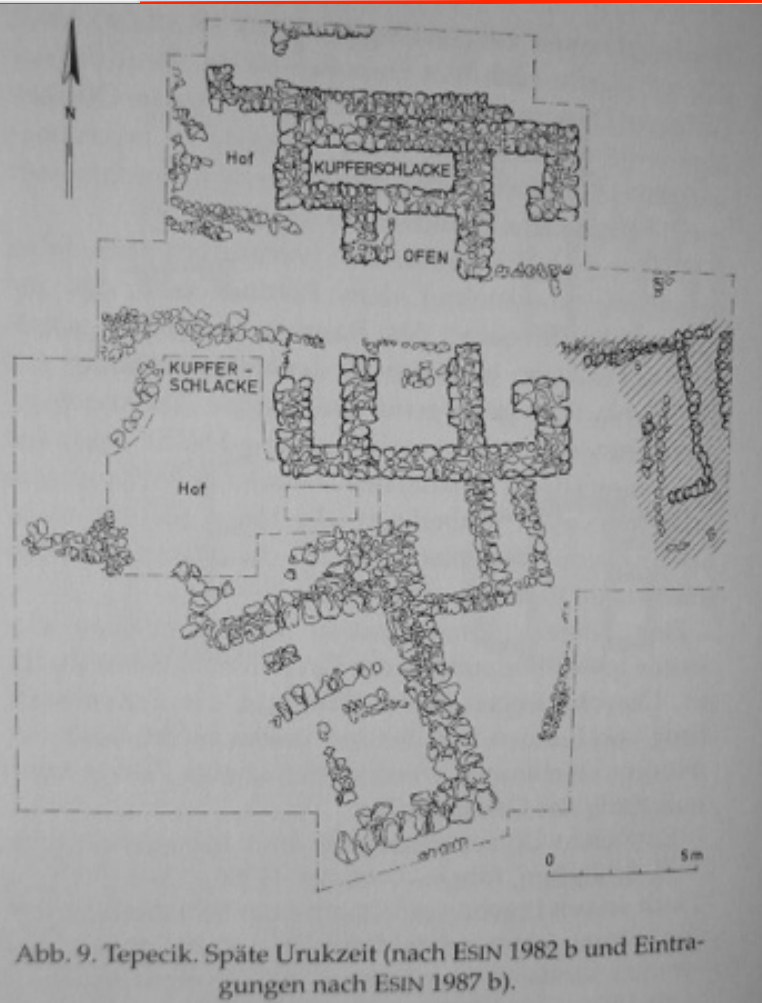 N
Hof
KUPFERSCHLACKE
OFEN
KUPFER -
SCHLACKE
Hof
0
5m
Abb. 9. Tepecik. Späte Urukzeit (nach ESIN 1982 b und Eintra-
gungen nach ESIN 1987 b).